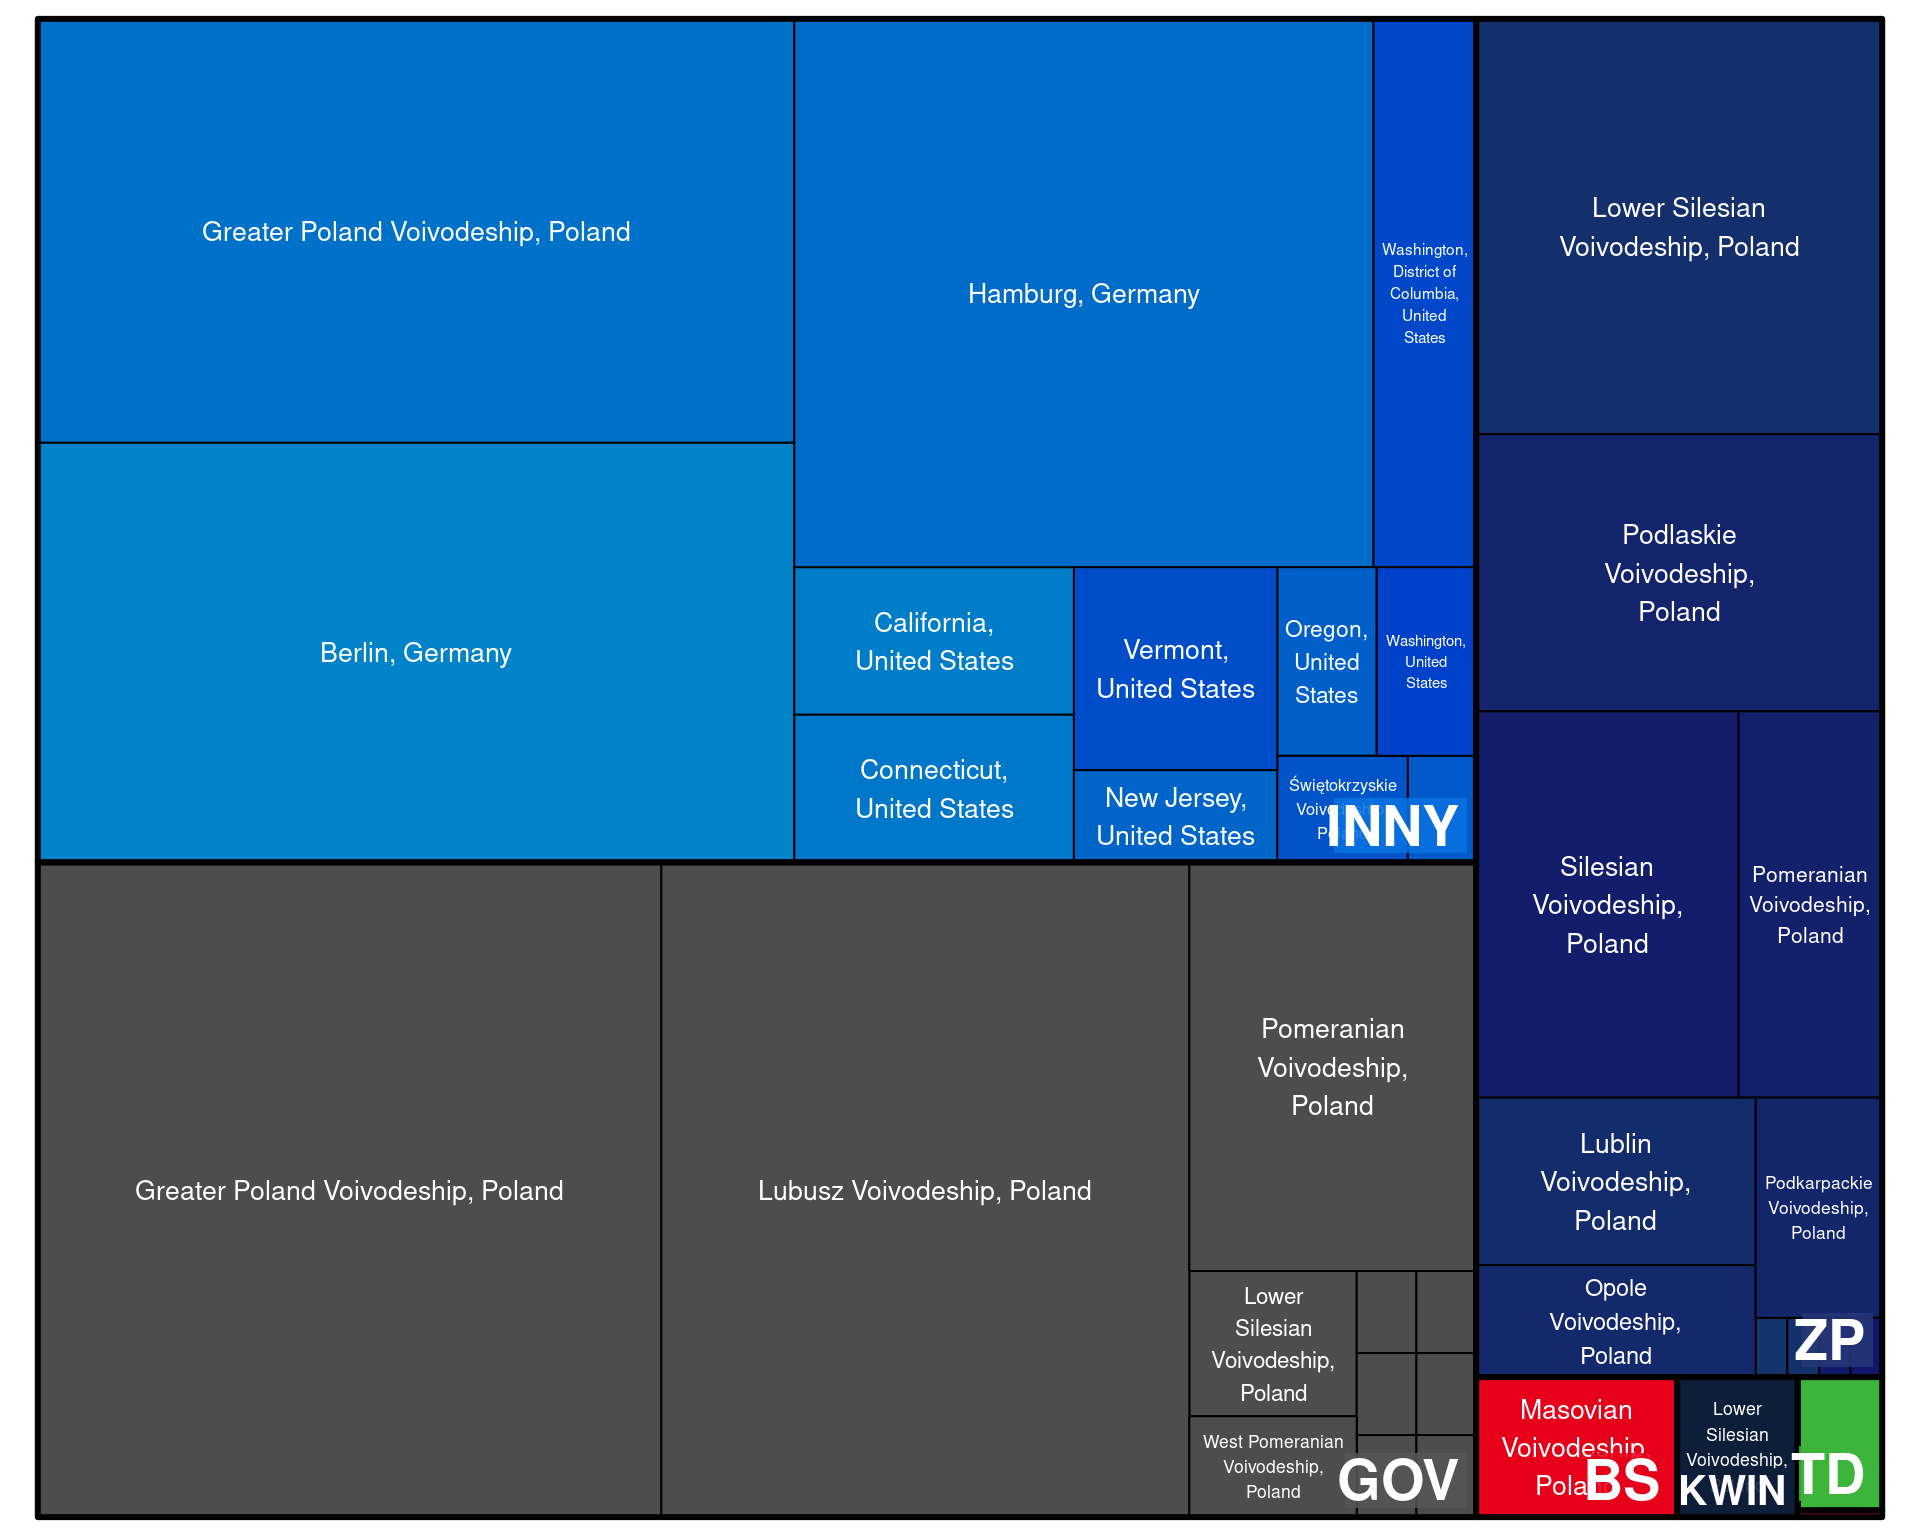 Greater Poland Voivodeship, Poland
Berlin, Germany
Hamburg, Germany
Washington,
District of
Columbia,
United
States
California,
United States
Connecticut,
United States
Vermont,
United States
New Jersey,
United States
Oregon,
United
States
Washington,
United
States
Świętokrzyskie
INNY
Greater Poland Voivodeship, Poland
Lubusz Voivodeship, Poland
Pomeranian
Voivodeship,
Poland
Lower
Silesian
Voivodeship,
Poland
West Pomeranian
Voivodeship,
Poland
GOV
Lower Silesian
Voivodeship, Poland
Podlaskie
Voivodeship,
Poland
Silesian
Voivodeship,
Poland
Pomeranian
Voivodeship,
Poland
Lublin
Voivodeship,
Poland
Podkarpackie
Voivodeship,
Poland
Opole
Voivodeship,
Poland
ZP
Masovian
Voivodeship,
BS
Lower
Silesian
Voivodeship,
KWIN
TD